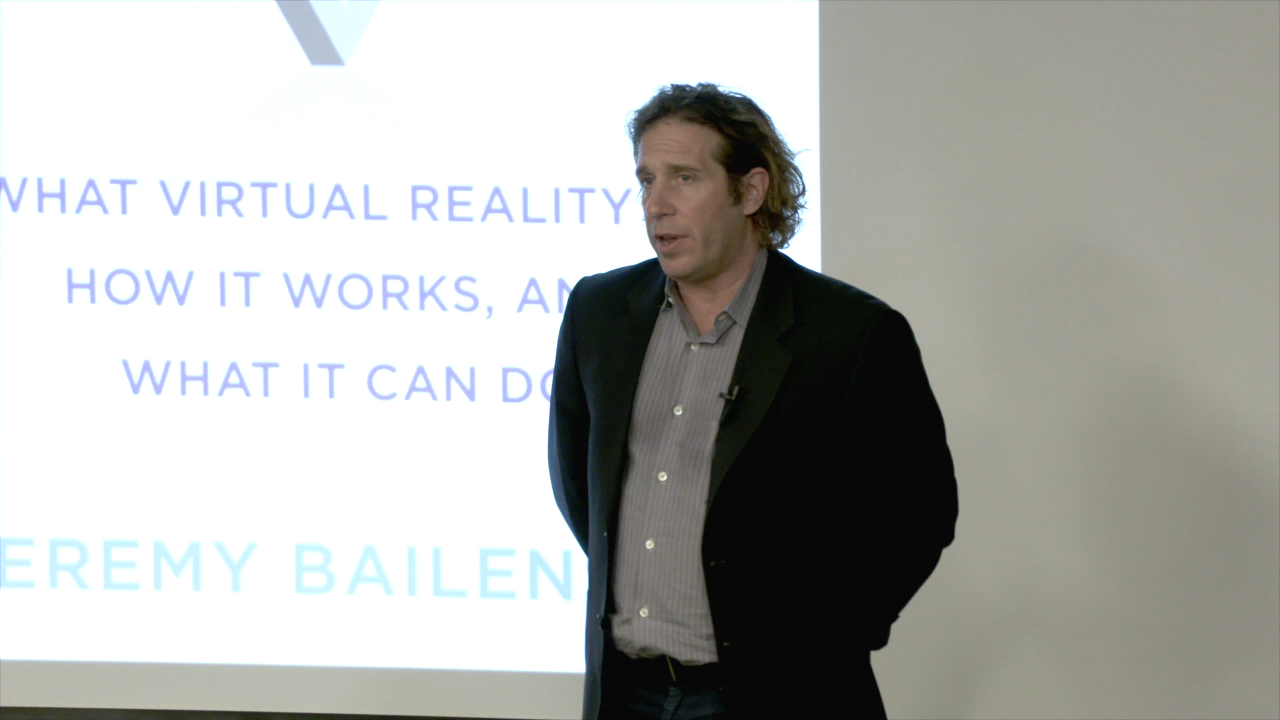 WHAT VIRTUAL REALITY
HOW IT WORKS, AN
WHAT IT CAN DO
EREMY BAILEN